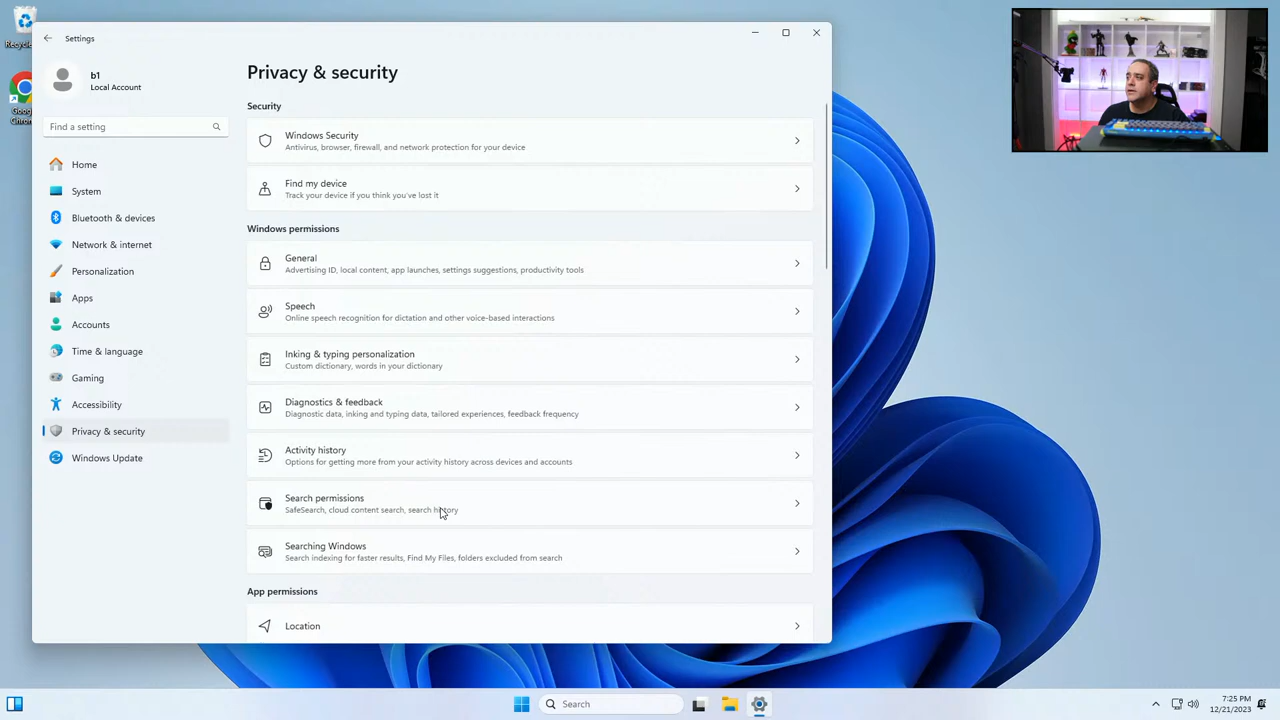 Recycle
Google
Chrome
Settings
b1
Local Account
Find a setting
Home
System
Bluetooth & devices
Network & internet
Personalization
Apps
Accounts
Time & language
Gaming
Accessibility
Privacy & security
Windows Update
Privacy & security
Security
Windows Security
Antivirus, browser, firewall, and network protection for your device
Find my device
Track your device if you think you've lost it
Windows permissions
General
Advertising ID, local content, app launches, settings suggestions, productivity tools
Speech
Online speech recognition for dictation and other voice-based interactions
Inking & typing personalization
Custom dictionary, words in your dictionary
Diagnostics & feedback
Diagnostic data, inking and typing data, tailored experiences, feedback frequency
Activity history
Options for getting more from your activity history across devices and accounts
Search permissions
SafeSearch, cloud content search, search history
Searching Windows
Search indexing for faster results, Find My Files, folders excluded from search
App permissions
Location
Search
7:25 PM
12/21/2023